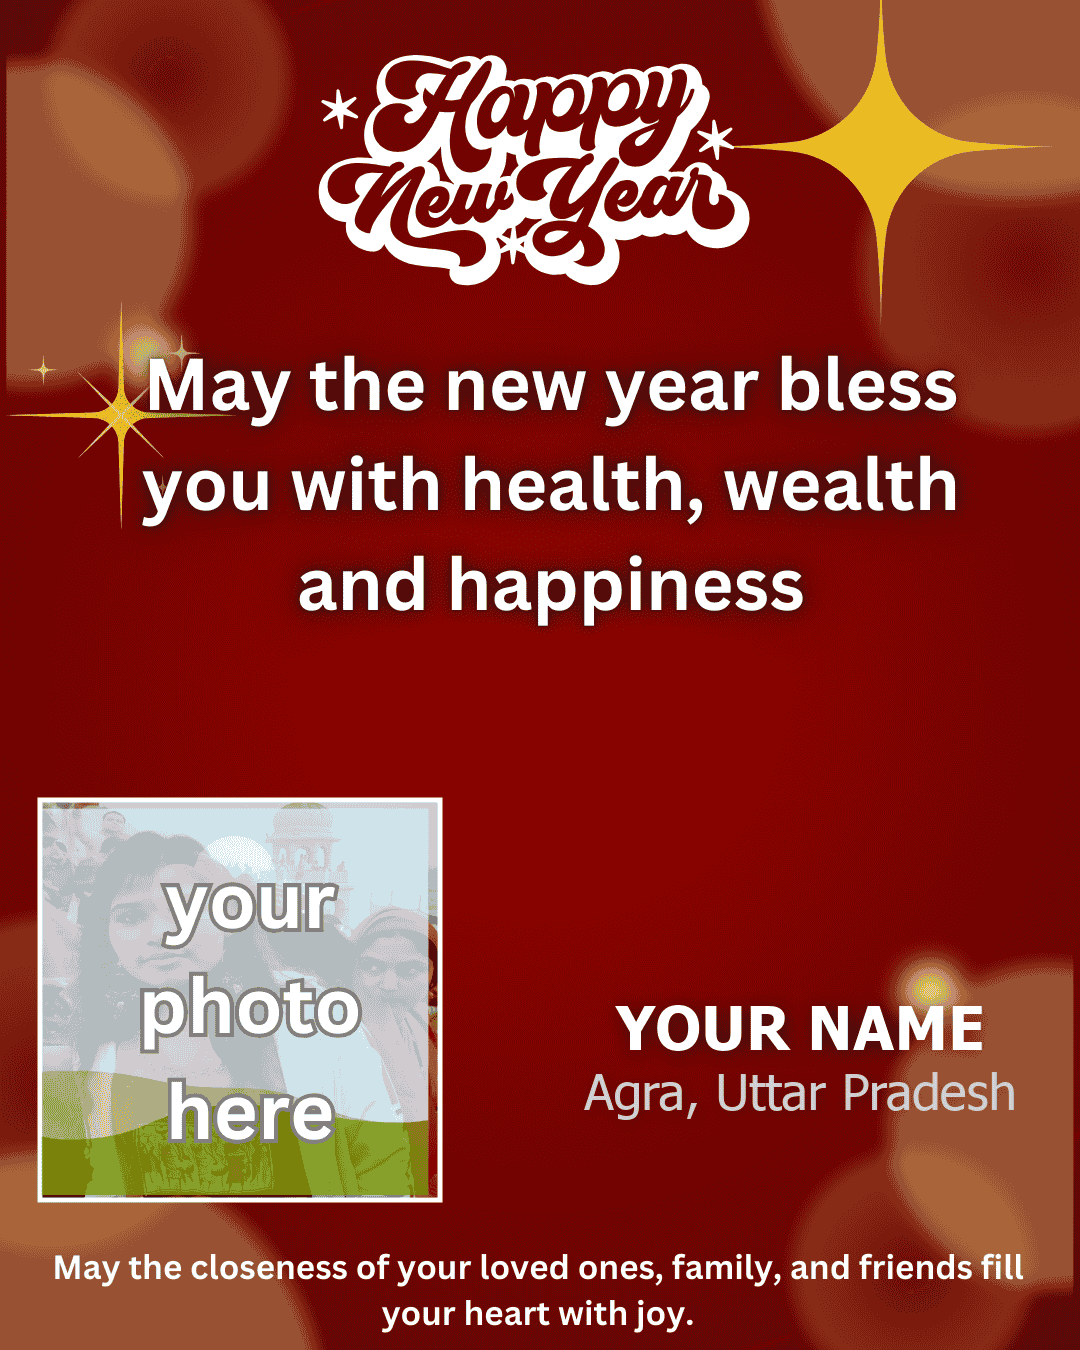 Happy
New Year
May the new year bless
you with health, wealth
and happiness
your
photo
here
YOUR NAME
Agra, Uttar Pradesh
May the closeness of your loved ones, family, and friends fill
your heart with joy.